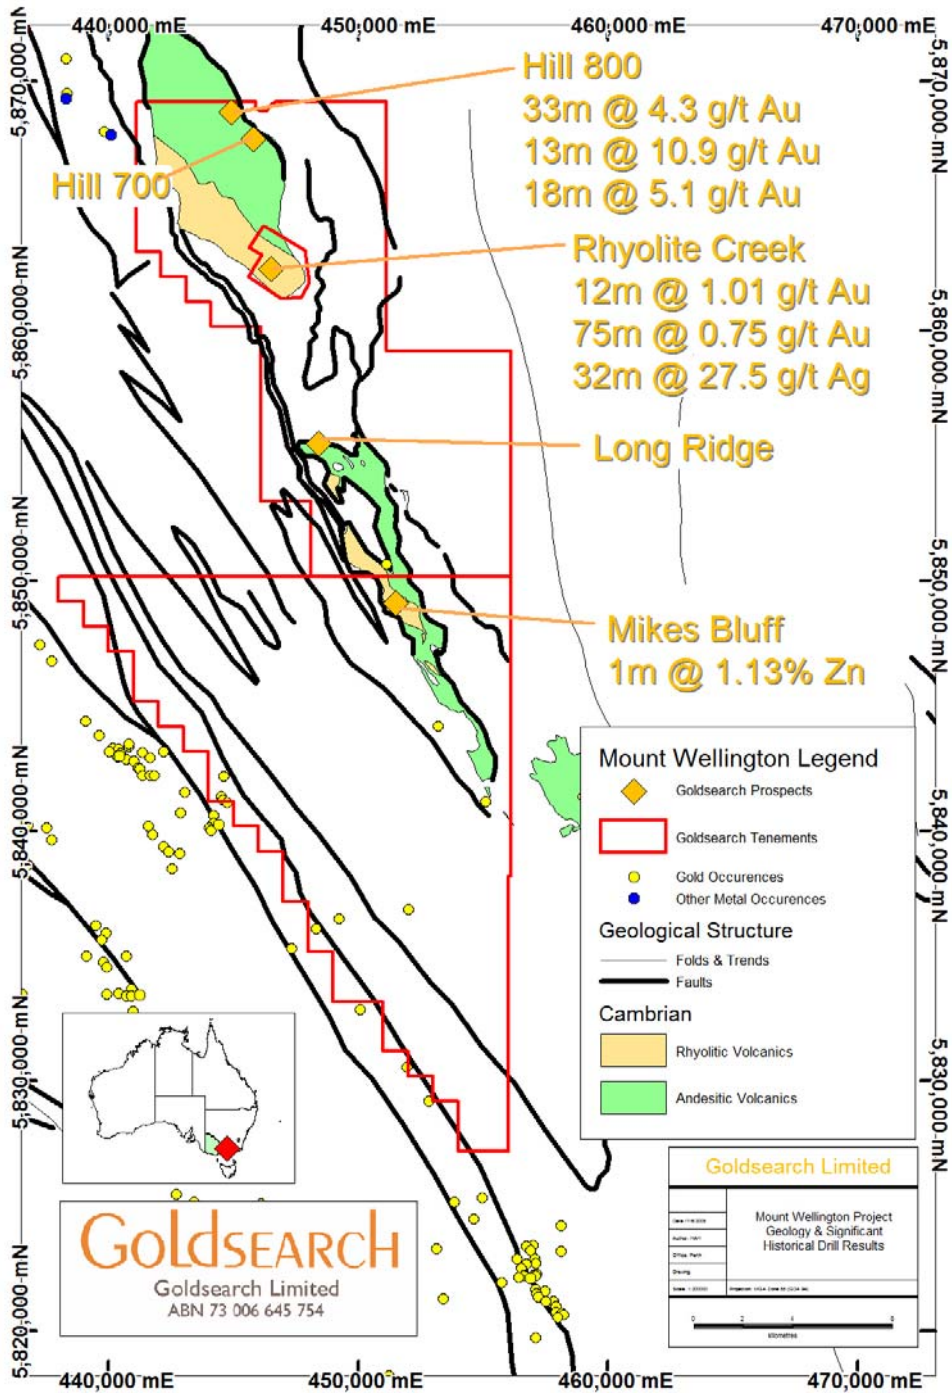 440,000 mE
450,000 mE
460,000 mE
470,000 mE
5,870,000 mN
5,860,000 mN
5,850,000 mN
5,840,000 mN
5,830,000 mN
5,820,000 mN
Hill 800
33m @ 4.3 g/t Au
13m @ 10.9 g/t Au
18m @ 5.1 g/t Au
Hill 700
Rhyolite Creek
12m @ 1.01 g/t Au
75m @ 0.75 g/t Au
32m @ 27.5 g/t Ag
Long Ridge
Mikes Bluff
1m @ 1.13% Zn
5,870,000 mN
5,860,000 mN
5,850,000 mN
5,840,000 mN
5,830,000 mN
Mount Wellington Legend
Goldsearch Prospects
Goldsearch Tenements
Gold Occurences
Other Metal Occurences
Geological Structure
Folds & Trends
Faults
Cambrian
Rhyolitic Volcanics
Andesitic Volcanics
GOLDSEARCH
Goldsearch Limited
ABN 73 006 645 754
Goldsearch Limited
Mount Wellington Project
Geology & Significant
Historical Drill Results
kilometres
440,000 mE
450,000 mE
460,000 mE
470,000 mE